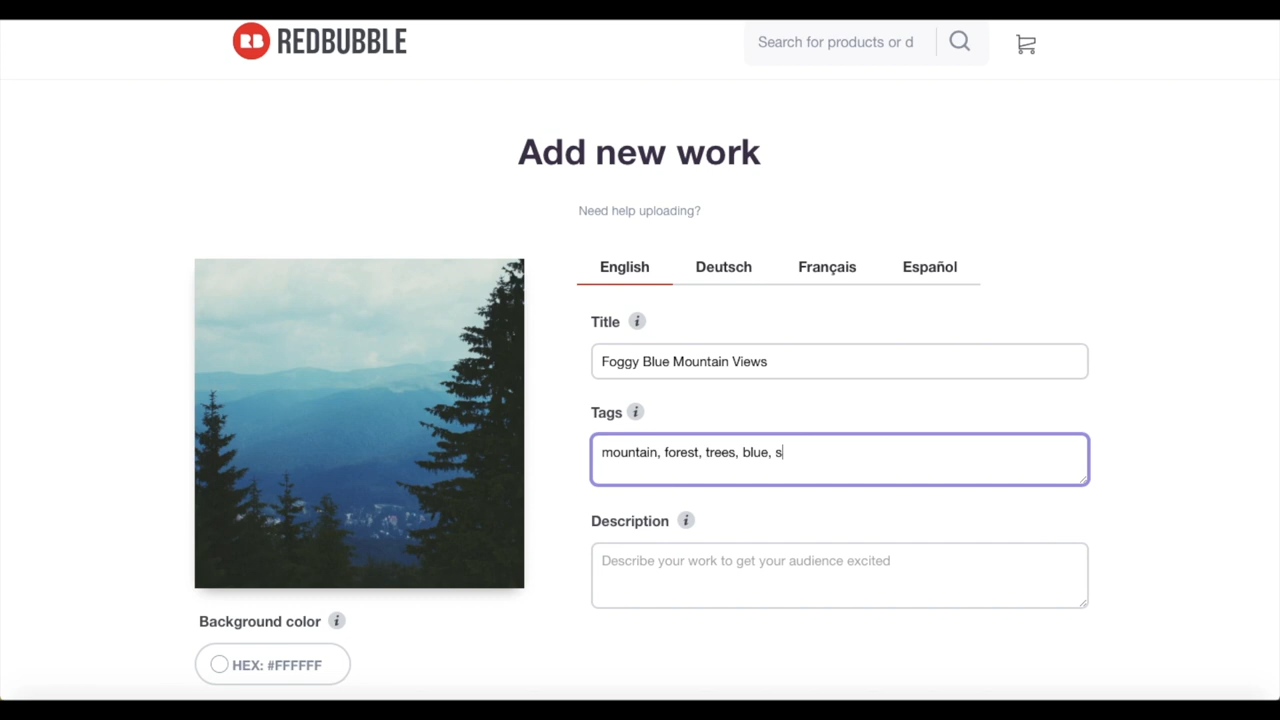 RB REDBUBBLE
Search for products or d
Add new work
Need help uploading?
English Deutsch Français Español
Title i
Foggy Blue Mountain Views
Tags i
mountain, forest, trees, blue, s
Description i
Describe your work to get your audience excited
Background color i
HEX: #FFFFFF